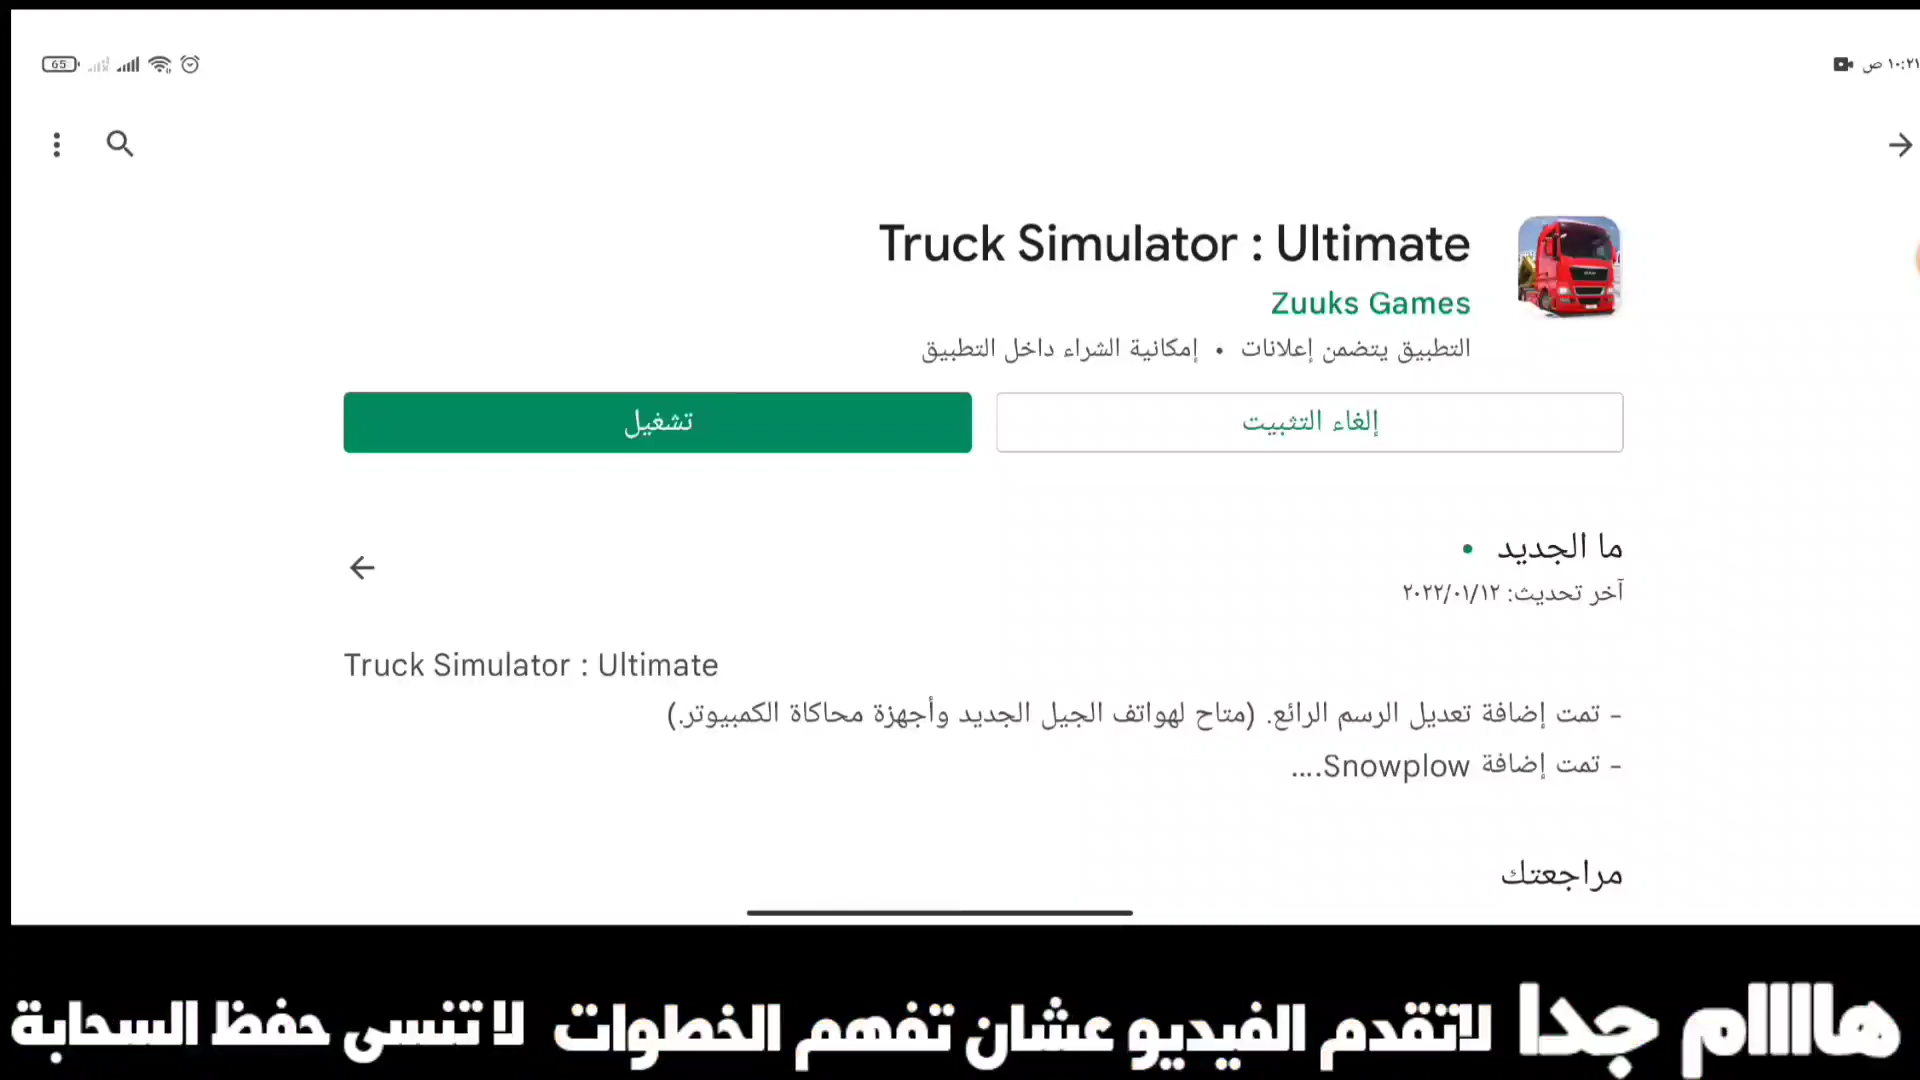 65
١٠:٢١ ص
Truck Simulator : Ultimate
Zuuks Games
التطبيق يتضمن إعلانات • إمكانية الشراء داخل التطبيق
إلغاء التثبيت
تشغيل
ما الجديد •
آخر تحديث: ٢٠٢٢/٠١/١٢
Truck Simulator : Ultimate
- تمت إضافة تعديل الرسم الرائع. (متاح لهواتف الجيل الجديد وأجهزة محاكاة الكمبيوتر.)
- تمت إضافة Snowplow....
مراجعتك
هااااام جدا لاتقدم الفيديو عشان تفهم الخطوات لا تنسى حفظ السحابة